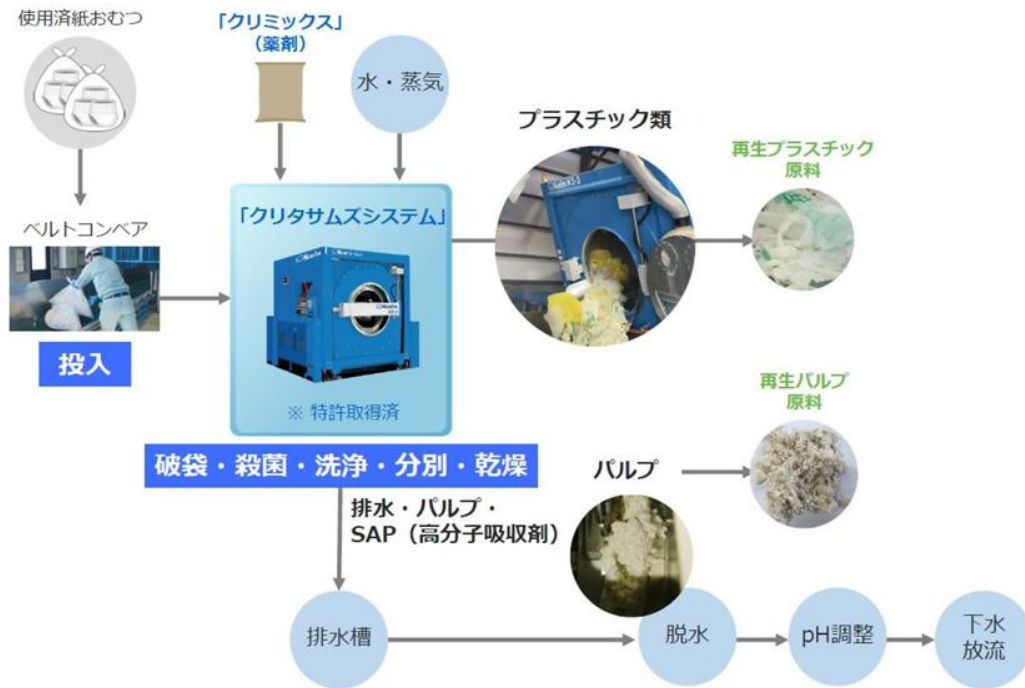 使用済紙おむつ
「クリミックス」
（薬剤）
水・蒸気
プラスチック類
再生プラスチック
原料
ベルトコンベア
「クリタサムズシステム」
投入
※ 特許取得済
破袋・殺菌・洗浄・分別・乾燥
再生パルプ
原料
パルプ
排水・パルプ・
SAP（高分子吸収剤）
排水槽
脱水
pH調整
下水
放流